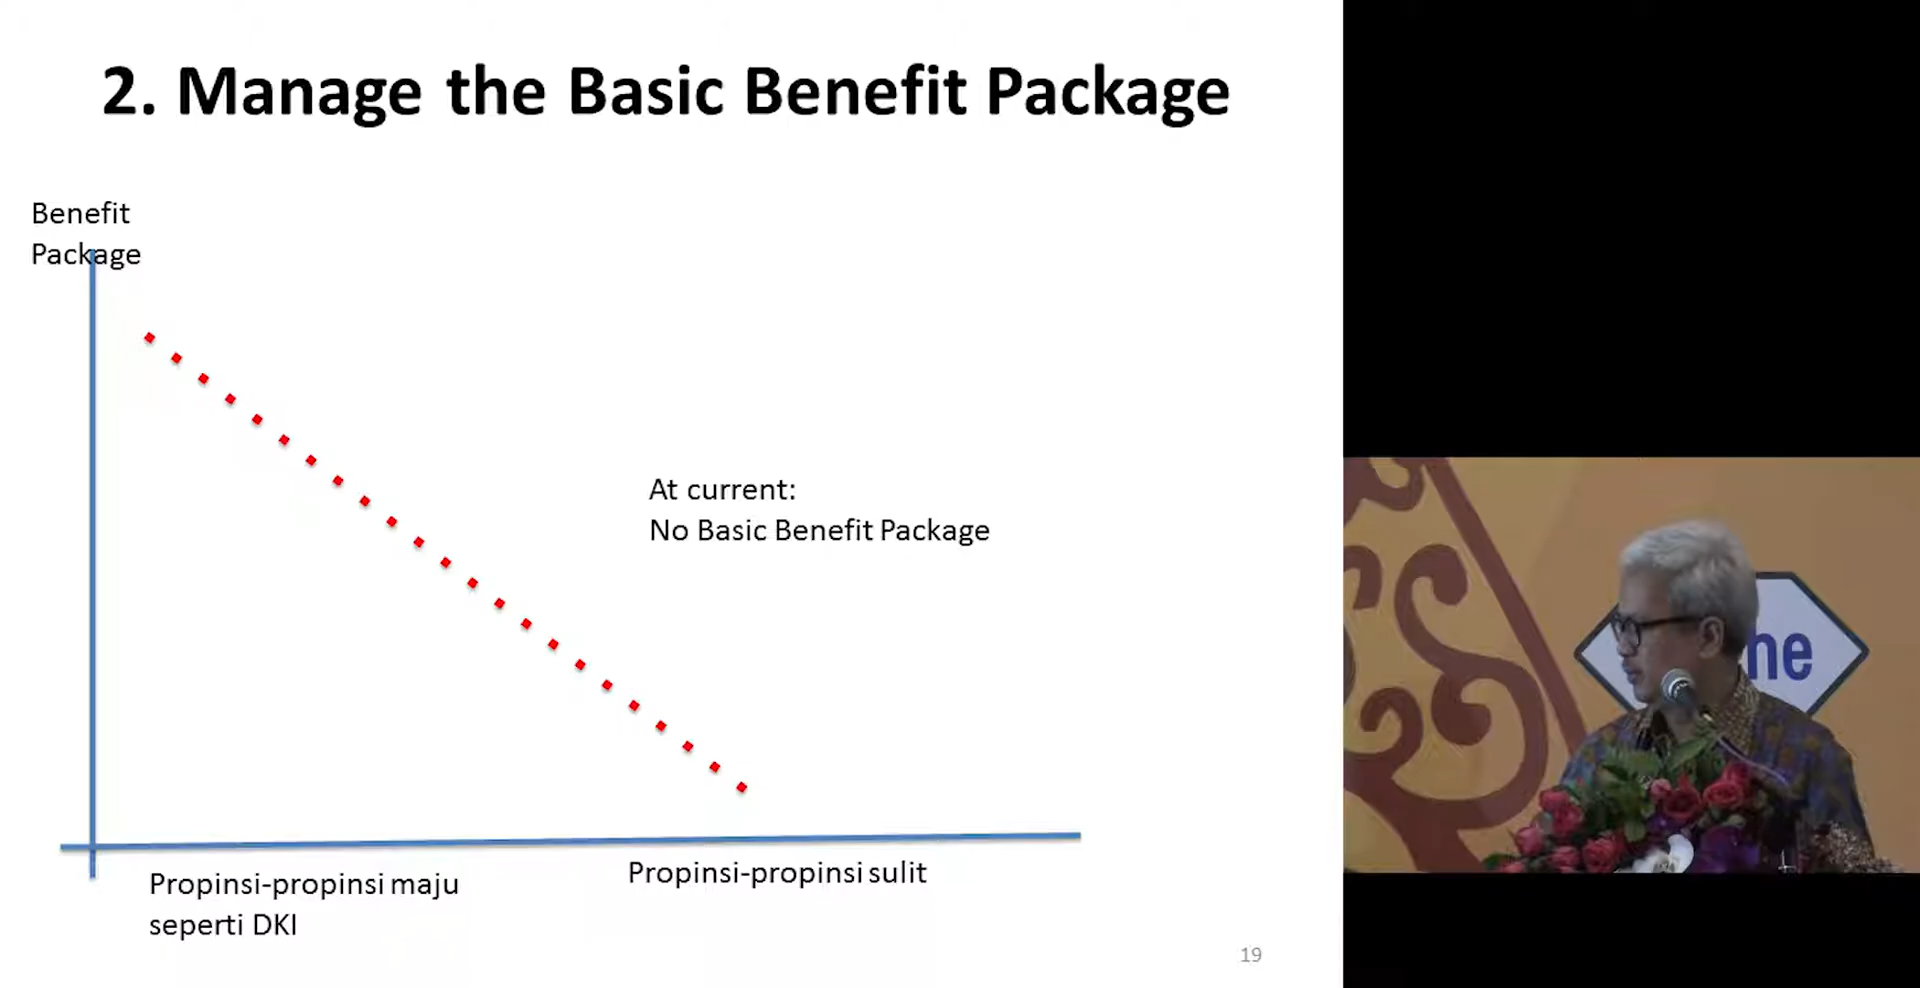 2. Manage the Basic Benefit Package
Benefit
Package
At current:
No Basic Benefit Package
Propinsi-propinsi maju
seperti DKI
Propinsi-propinsi sulit
19
he